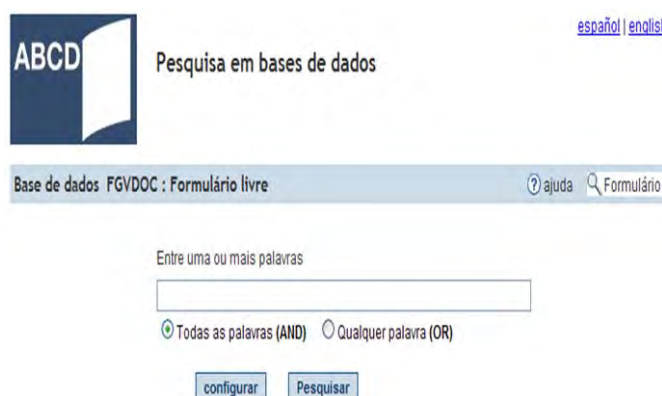 español | english
ABCD
Pesquisa em bases de dados
Base de dados FGVDOC : Formulário livre
? ajuda Formulário
Entre uma ou mais palavras
Todas as palavras (AND) Qualquer palavra (OR)
configurar Pesquisar